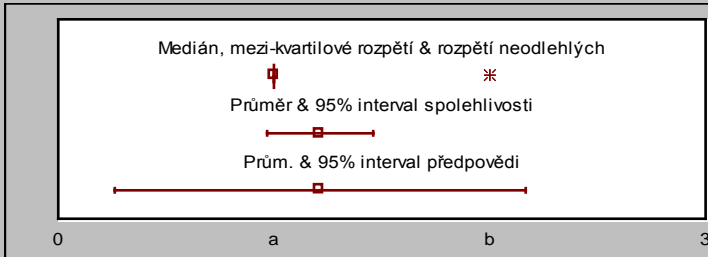 Medián, mezi-kvartilové rozpětí & rozpětí neodlehlých
Průměr & 95% interval spolehlivosti
Prům. & 95% interval předpovědi
0 a b 3